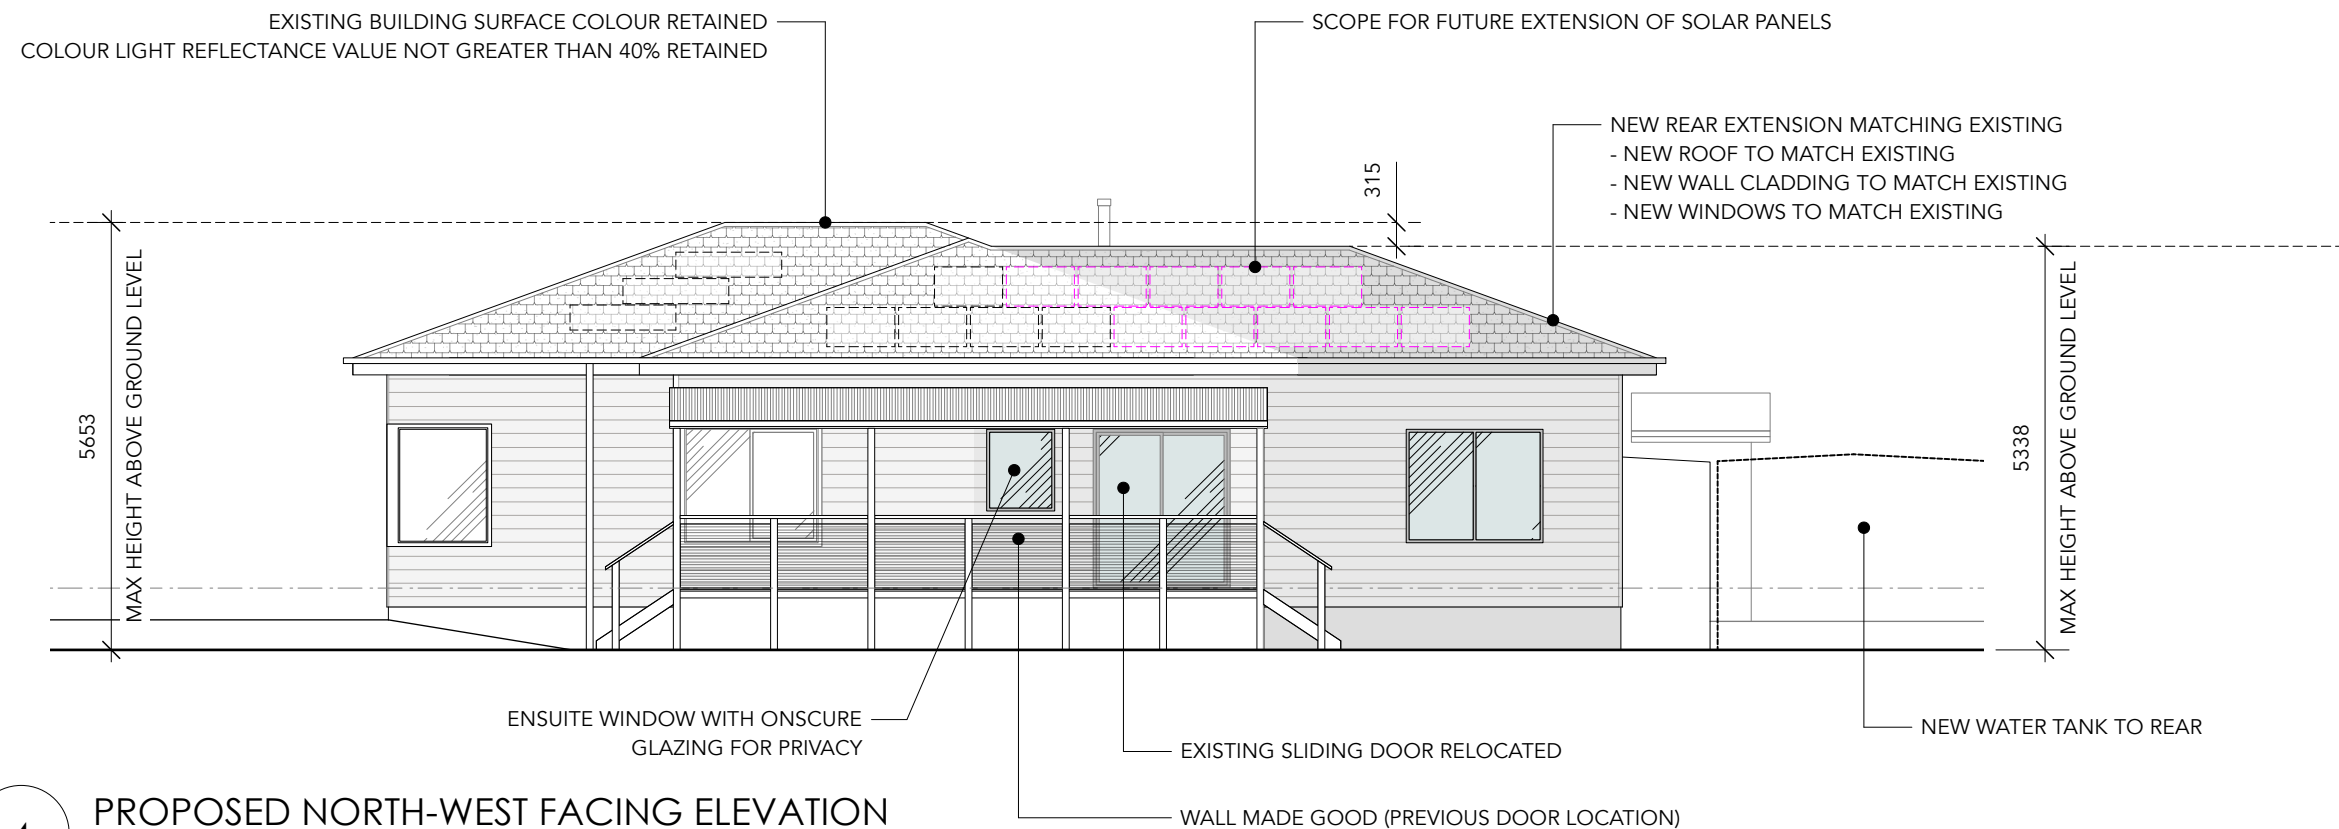 EXISTING BUILDING SURFACE COLOUR RETAINED
COLOUR LIGHT REFLECTANCE VALUE NOT GREATER THAN 40% RETAINED
SCOPE FOR FUTURE EXTENSION OF SOLAR PANELS
NEW REAR EXTENSION MATCHING EXISTING
- NEW ROOF TO MATCH EXISTING
- NEW WALL CLADDING TO MATCH EXISTING
- NEW WINDOWS TO MATCH EXISTING
315
5653
MAX HEIGHT ABOVE GROUND LEVEL
5338
MAX HEIGHT ABOVE GROUND LEVEL
ENSUITE WINDOW WITH ONSCURE
GLAZING FOR PRIVACY
EXISTING SLIDING DOOR RELOCATED
WALL MADE GOOD (PREVIOUS DOOR LOCATION)
NEW WATER TANK TO REAR
PROPOSED NORTH-WEST FACING ELEVATION